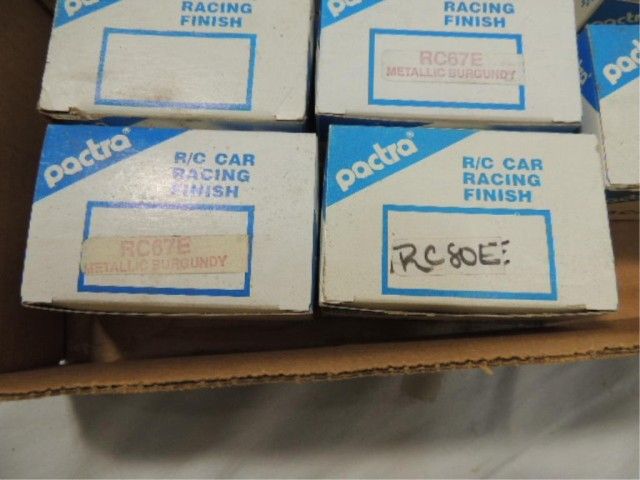 RACING
FINISH
RACING
FINISH
RC67E
METALLIC BURGUNDY
pactra®
R/C CAR
RACING
FINISH
RC67E
METALLIC BURGUNDY
pactra®
R/C CAR
RACING
FINISH
RC80E
pactra